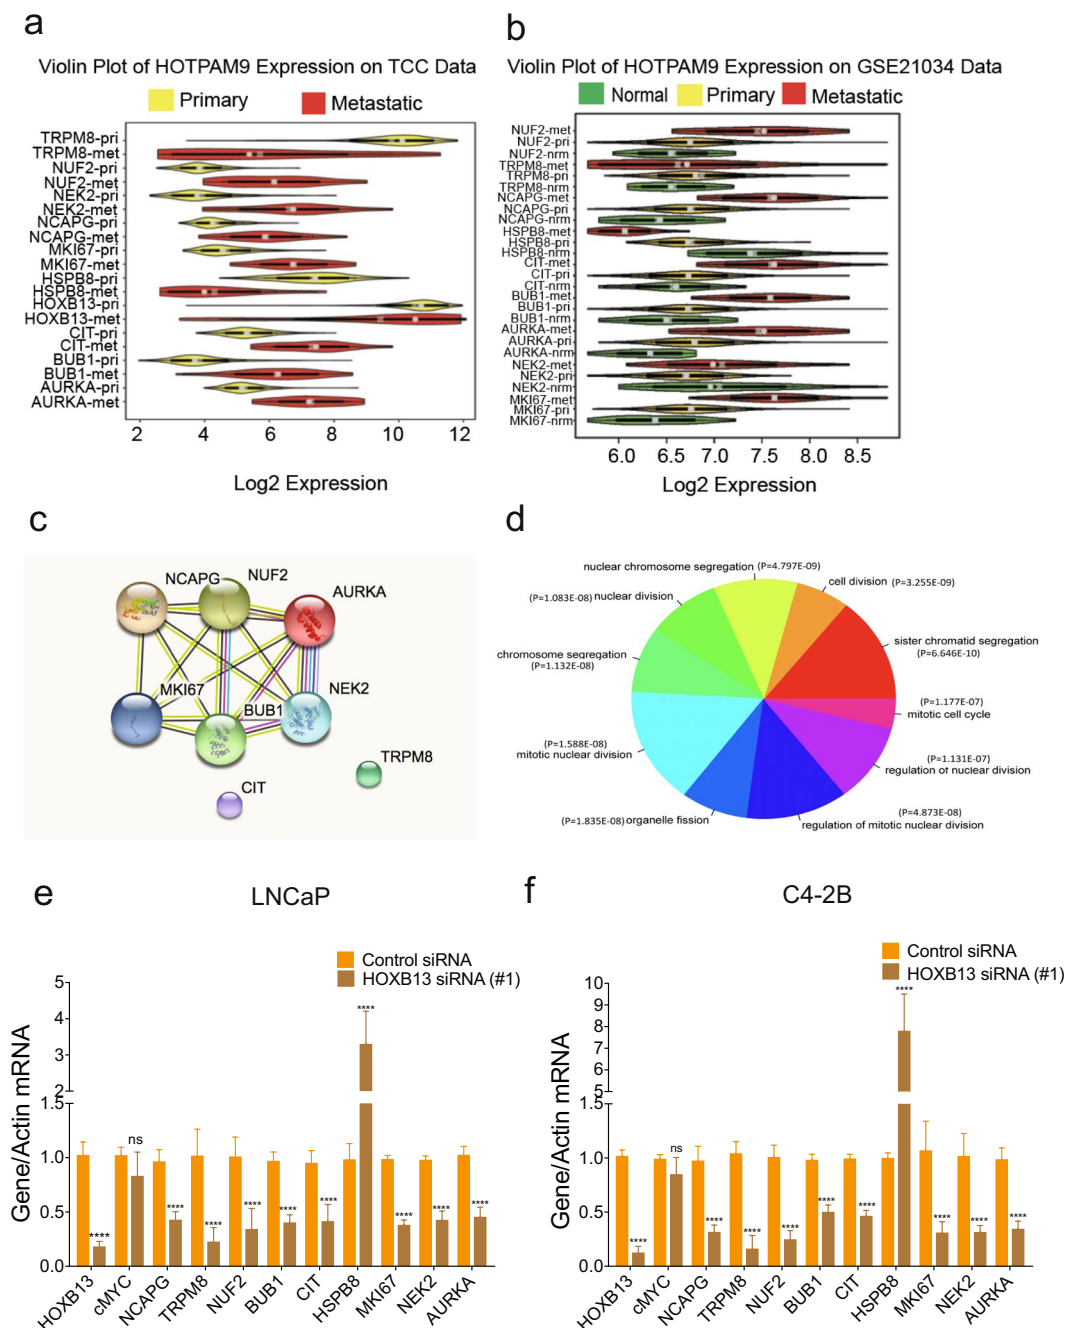 a
Violin Plot of HOTPAM9 Expression on TCC Data
Primary
Metastatic
TRPM8-pri
TRPM8-met
NUF2-pri
NUF2-met
NEK2-pri
NEK2-met
NCAPG-pri
NCAPG-met
MKI67-pri
MKI67-met
HSPB8-pri
HSPB8-met
HOXB13-pri
HOXB13-met
CIT-pri
CIT-met
BUB1-pri
BUB1-met
AURKA-pri
AURKA-met
2 4 6 8 10 12
Log2 Expression
b
Violin Plot of HOTPAM9 Expression on GSE21034 Data
Normal
Primary
Metastatic
NUF2-met
NUF2-pri
NUF2-nrm
TRPM8-met
TRPM8-pri
TRPM8-nrm
NCAPG-met
NCAPG-pri
NCAPG-nrm
HSPB8-met
HSPB8-pri
HSPB8-nrm
CIT-met
CIT-pri
CIT-nrm
BUB1-met
BUB1-pri
BUB1-nrm
AURKA-met
AURKA-pri
AURKA-nrm
NEK2-met
NEK2-pri
NEK2-nrm
MKI67-met
MKI67-pri
MKI67-nrm
6.0 6.5 7.0 7.5 8.0 8.5
Log2 Expression
c
NCAPG
NUF2
AURKA
MKI67
BUB1
NEK2
TRPM8
CIT
d
nuclear chromosome segregation (P=4.797E-09)
cell division (P=3.255E-09)
(P=1.083E-08) nuclear division
sister chromatid segregation
(P=6.646E-10)
chromosome segregation
(P=1.132E-08)
(P=1.177E-07)
mitotic cell cycle
(P=1.588E-08)
mitotic nuclear division
(P=1.131E-07)
regulation of nuclear division
(P=1.835E-08) organelle fission
(P=4.873E-08)
regulation of mitotic nuclear division
e
LNCaP
Control siRNA
HOXB13 siRNA (#1)
Gene/Actin mRNA
5
4
3
2
1.5
1.0
0.5
0.0
**** ns **** **** **** **** **** **** **** **** ****
HOXB13 cMYC NCAPG TRPM8 NUF2 BUB1 CIT HSPB8 MKI67 NEK2 AURKA
f
C4-2B
Control siRNA
HOXB13 siRNA (#1)
Gene/Actin mRNA
10
9
8
7
6
5
1.5
1.0
0.5
0.0
**** ns **** **** **** **** **** **** **** **** ****
HOXB13 cMYC NCAPG TRPM8 NUF2 BUB1 CIT HSPB8 MKI67 NEK2 AURKA